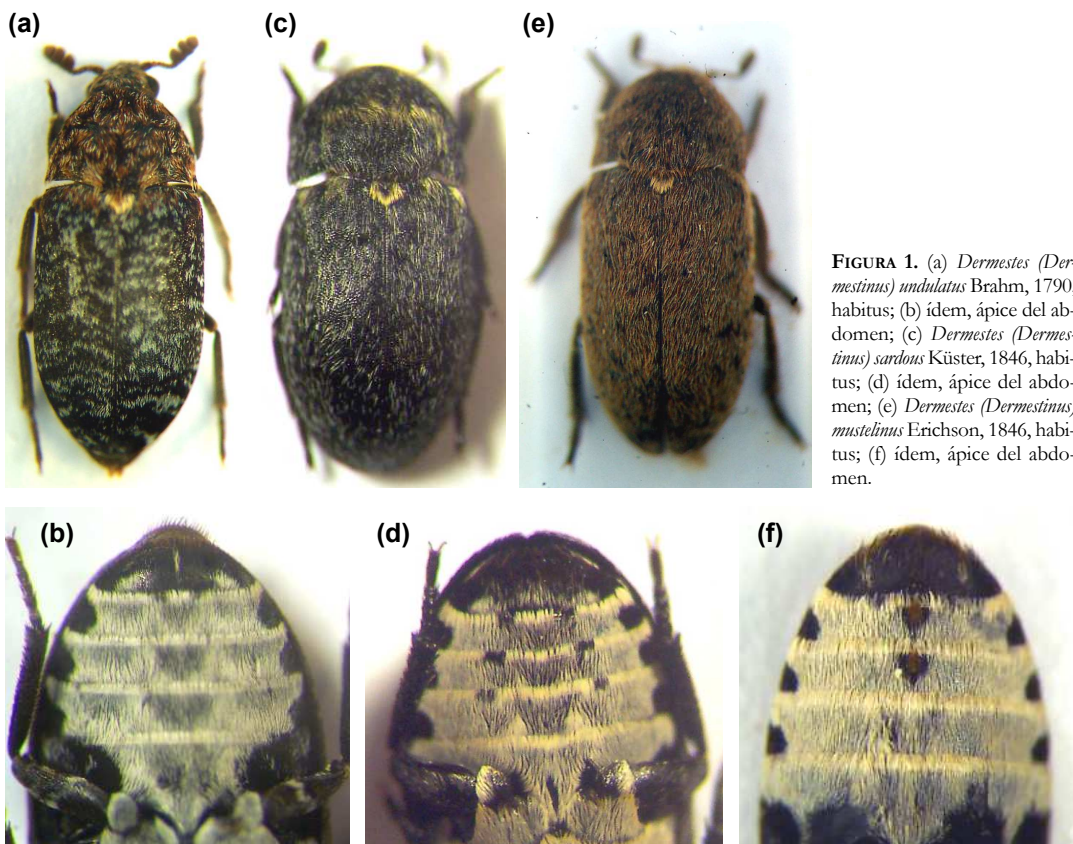 (a)
(c)
(e)
FIGURA 1. (a) Dermestes (Der-
mestinus) undulatus Brahm, 1790,
habitus; (b) ídem, ápice del ab-
domen; (c) Dermestes (Dermes-
tinus) sardous Küster, 1846, habi-
tus; (d) ídem, ápice del abdo-
men; (e) Dermestes (Dermestinus)
mustelinus Erichson, 1846, habi-
tus; (f) ídem, ápice del abdo-
men.
(b)
(d)
(f)